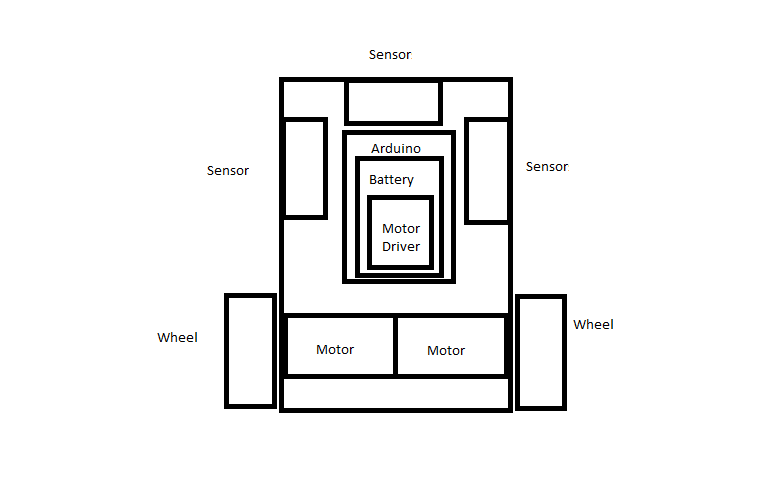 Sensor
Arduino
Sensor
Sensor
Battery
Motor
Driver
Wheel
Wheel
Motor
Motor